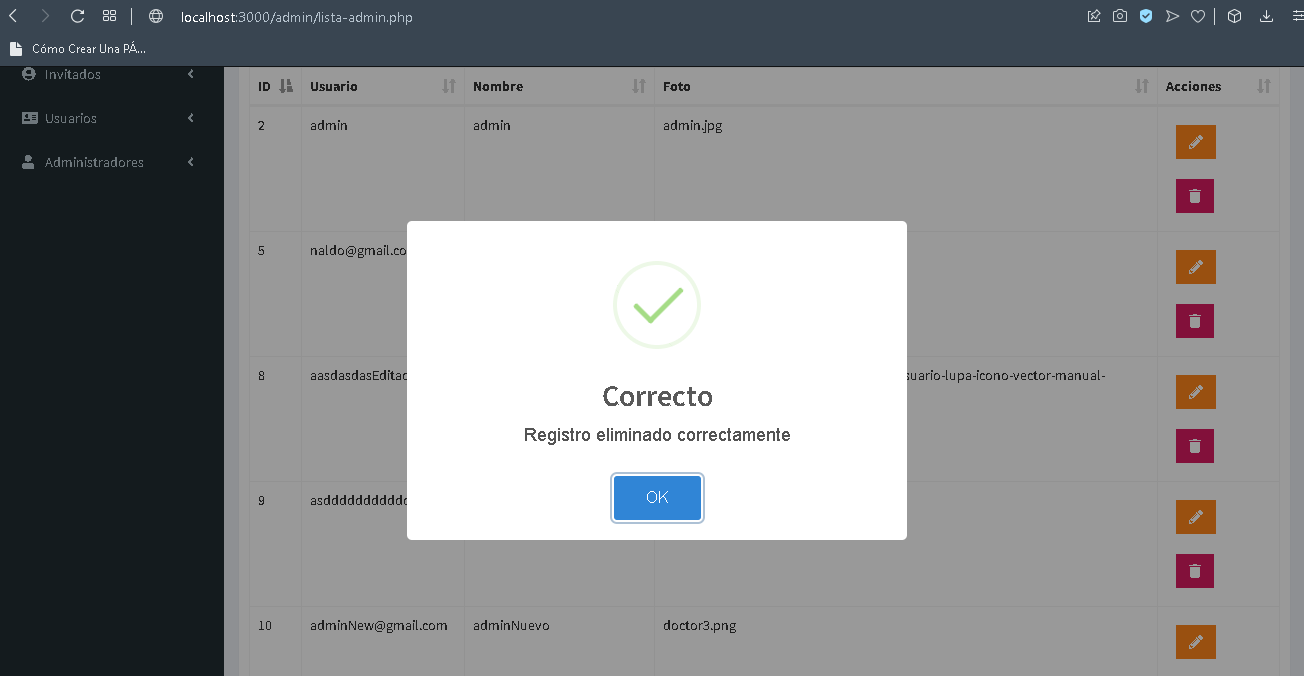 localhost:3000/admin/lista-admin.php
Cómo Crear Una PÁ...
Invitados
Usuarios
Administradores
ID Usuario Nombre Foto Acciones
2 admin admin admin.jpg
5 naldo@gmail.co
8 aasdasdasEditad suario-lupa-icono-vector-manual-
9
10 adminNew@gmail.com adminNuevo doctor3.png
Correcto
Registro eliminado correctamente
OK